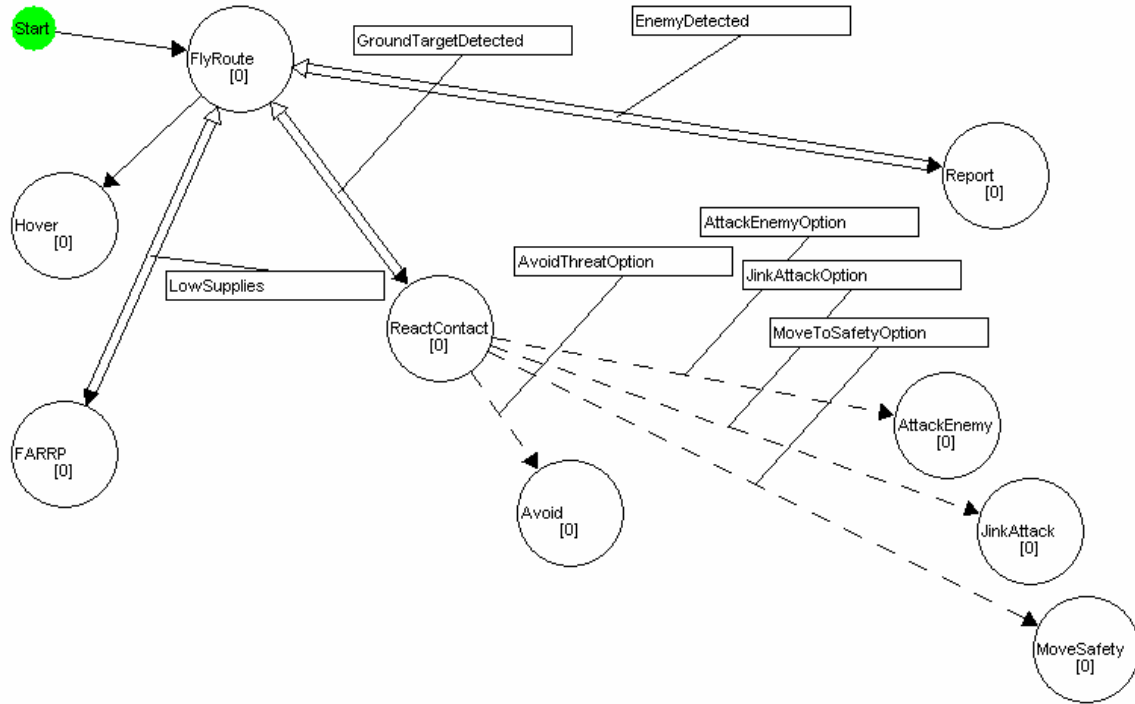 Start
EnemyDetected
GroundTargetDetected
FlyRoute
[0]
Report
[0]
Hover
[0]
AttackEnemyOption
AvoidThreatOption
JinkAttackOption
LowSupplies
ReactContact
[0]
MoveToSafetyOption
AttackEnemy
[0]
FARRP
[0]
Avoid
[0]
JinkAttack
[0]
MoveSafety
[0]